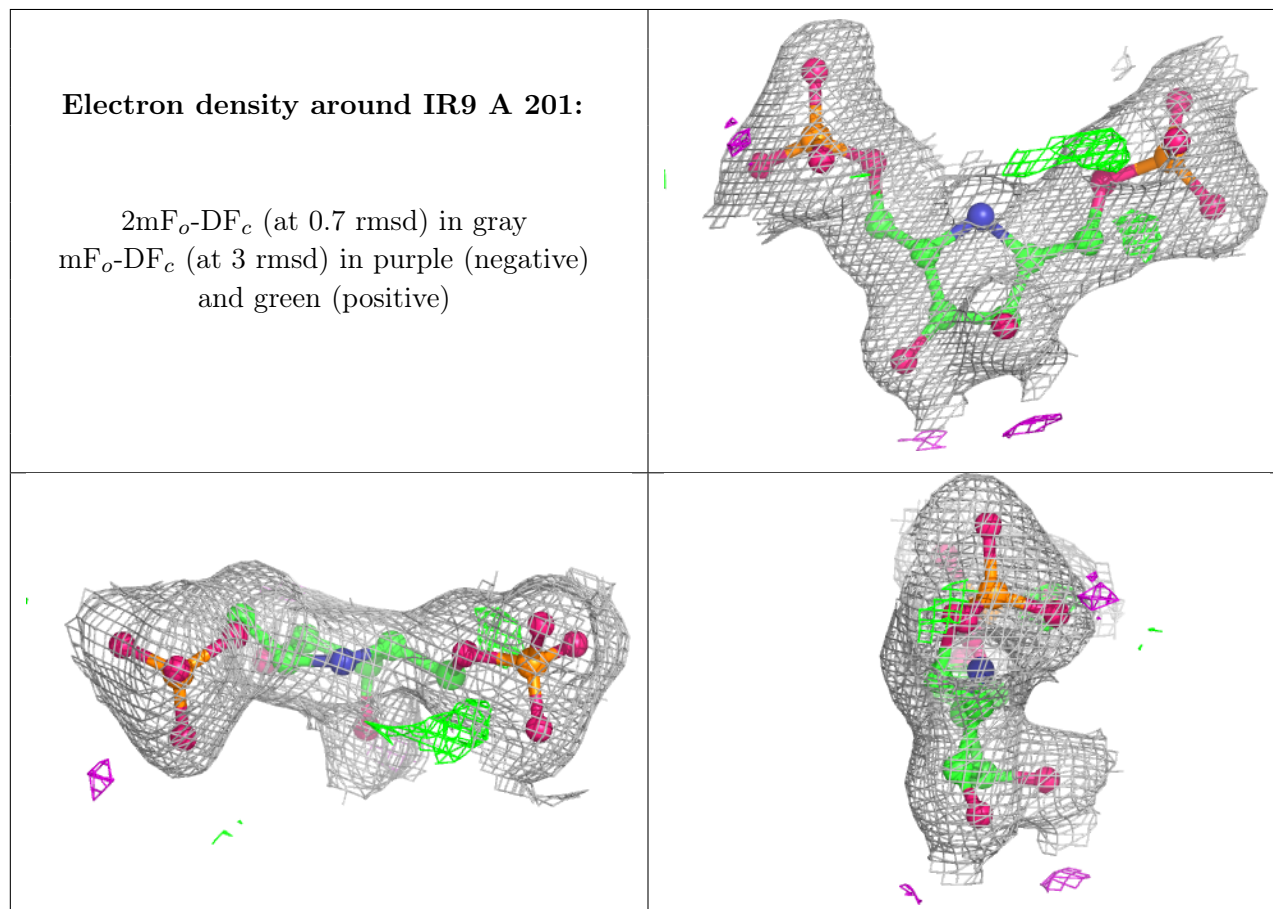 Electron density around IR9 A 201:
2mFo-DFc (at 0.7 rmsd) in gray
mFo-DFc (at 3 rmsd) in purple (negative)
and green (positive)